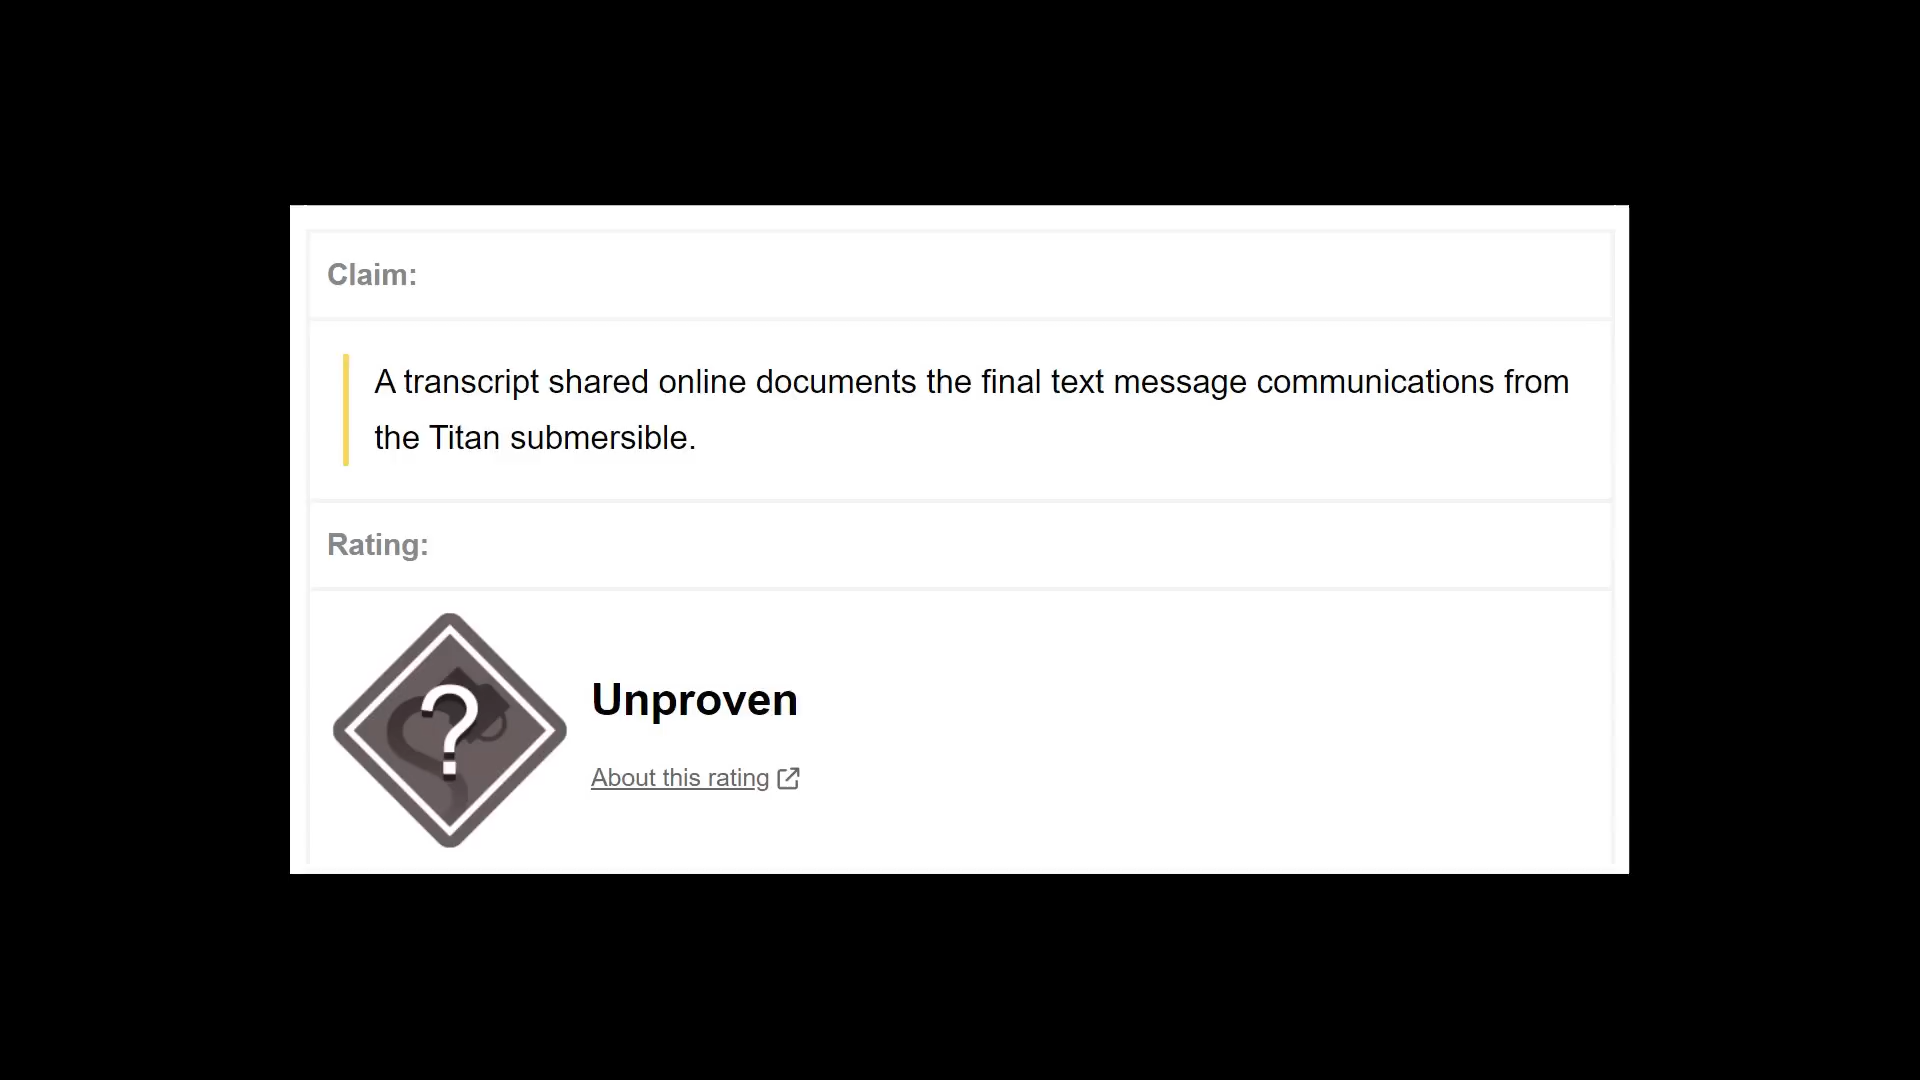 Claim:
A transcript shared online documents the final text message communications from
the Titan submersible.
Rating:
?
Unproven
About this rating